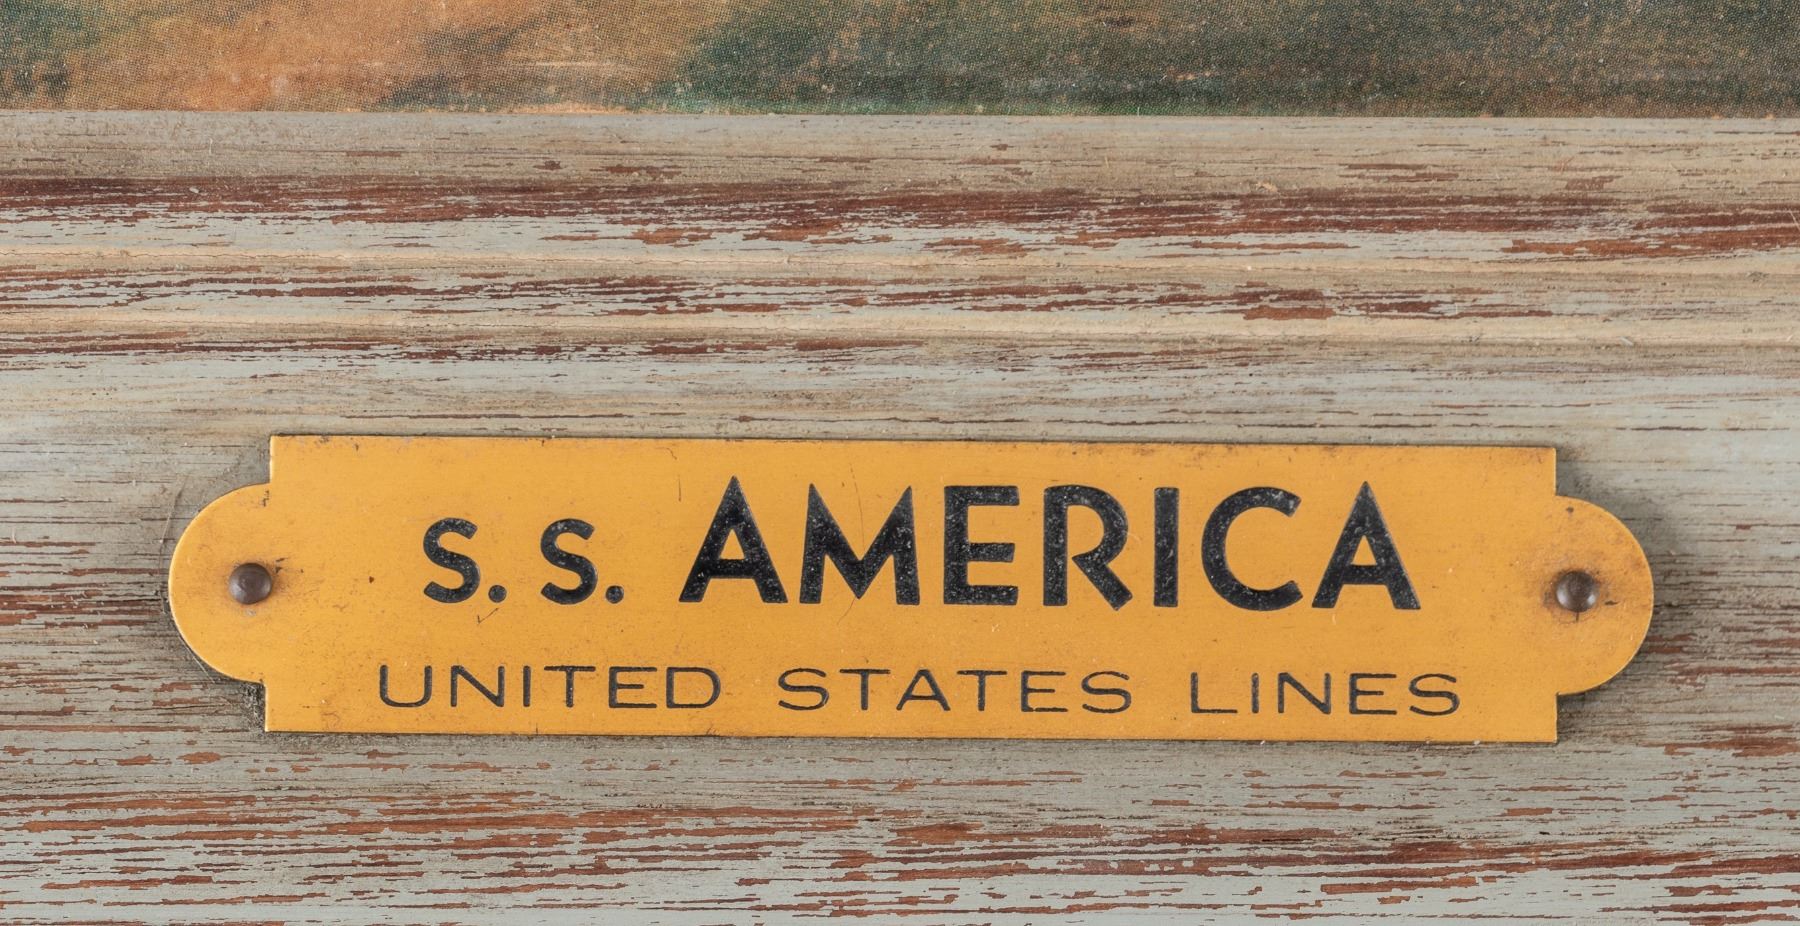 S. S. AMERICA
UNITED STATES LINES